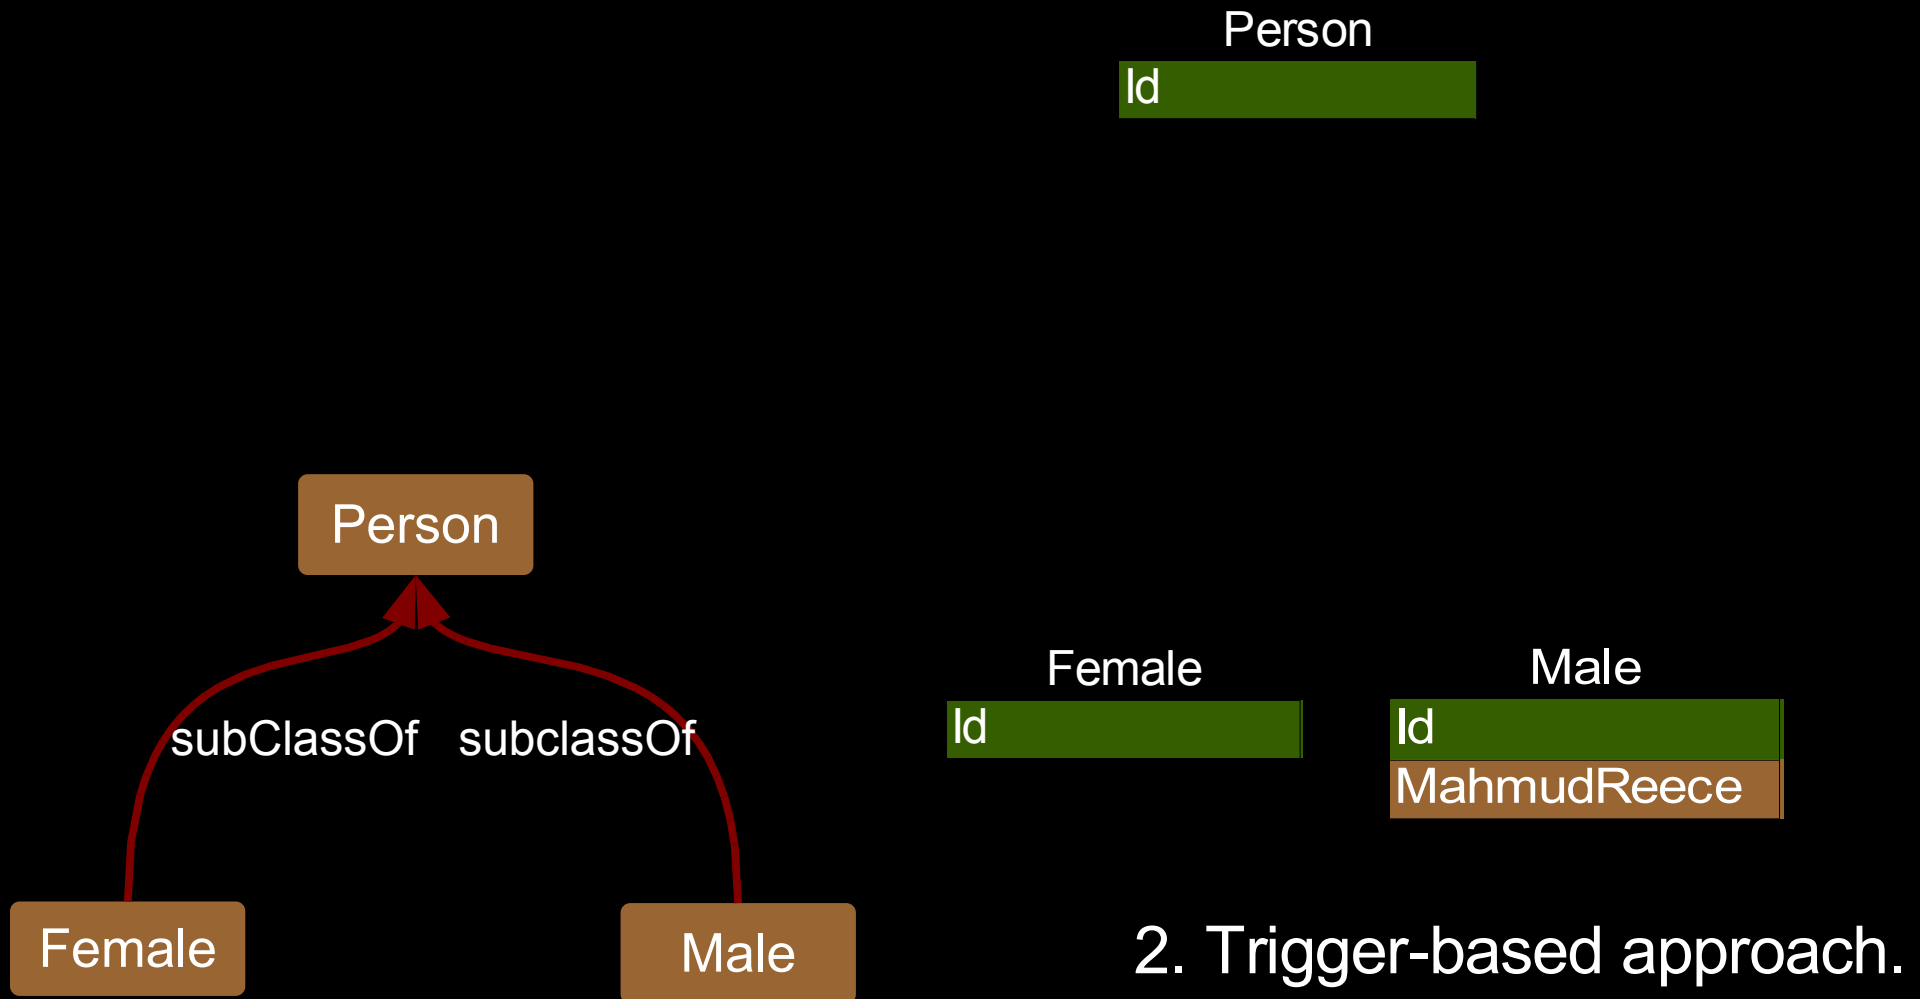 Person
Id
Person
Female
Male
Id
Id
MahmudReece
subClassOf
subclassOf
Female
Male
2. Trigger-based approach.